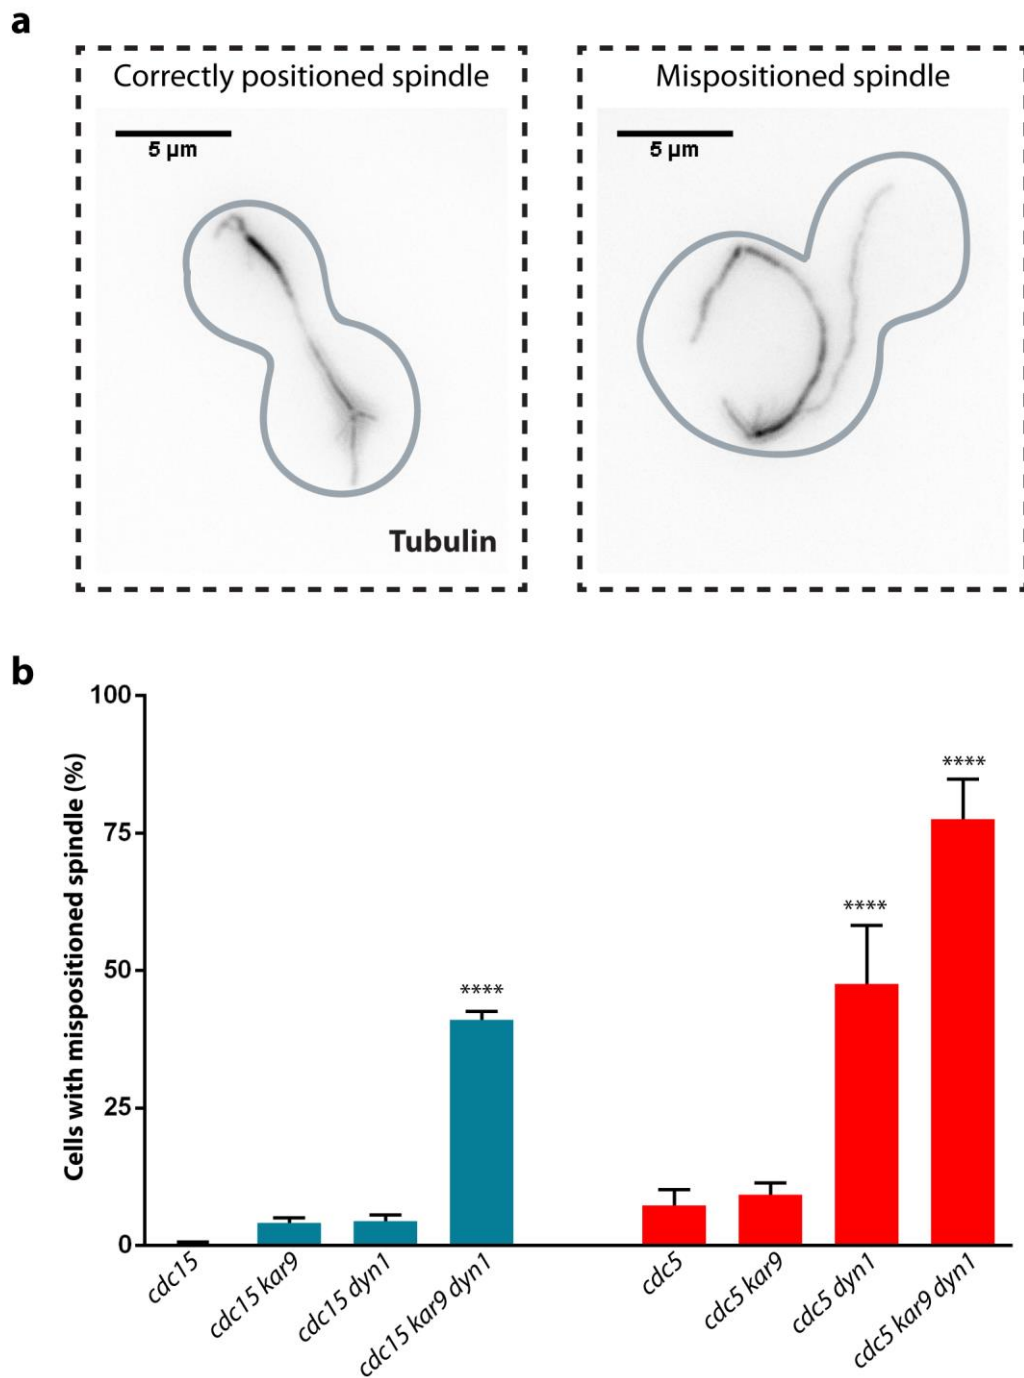 a
Correctly positioned spindle
Mispositioned spindle
5 µm
5 µm
Tubulin
b
Cells with mispositioned spindle (%)
100
75
50
25
0
****
****
****
cdc15
cdc15 kar9
cdc15 dyn1
cdc15 kar9 dyn1
cdc5
cdc5 kar9
cdc5 dyn1
cdc5 kar9 dyn1